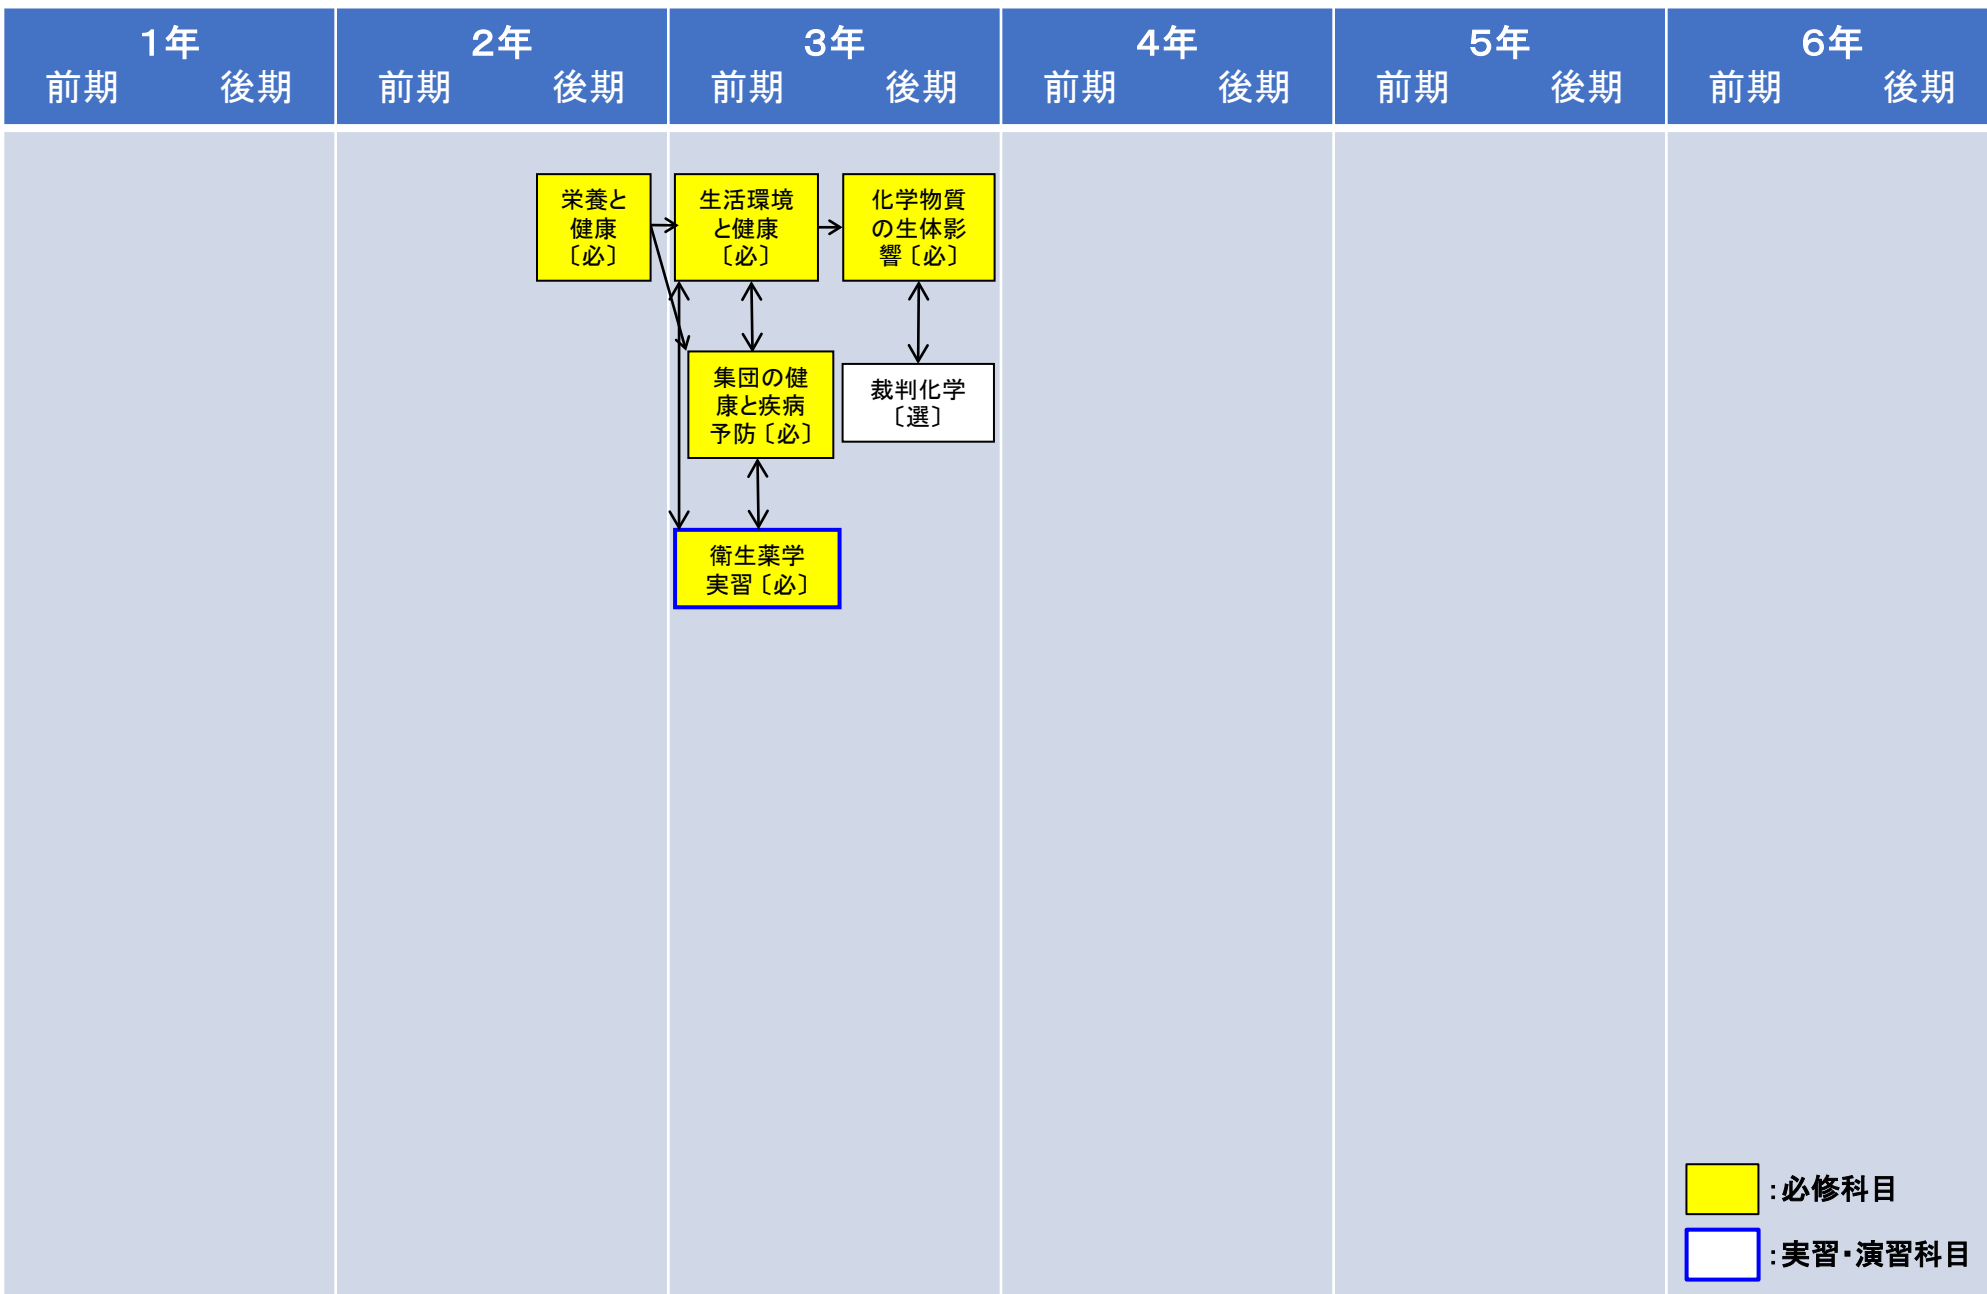 1年
前期 後期
2年
前期 後期
3年
前期 後期
4年
前期 後期
5年
前期 後期
6年
前期 後期
栄養と
健康
〔必〕
生活環境
と健康
〔必〕
化学物質
の生体影
響〔必〕
集団の健
康と疾病
予防〔必〕
裁判化学
〔選〕
衛生薬学
実習〔必〕
：必修科目
：実習・演習科目